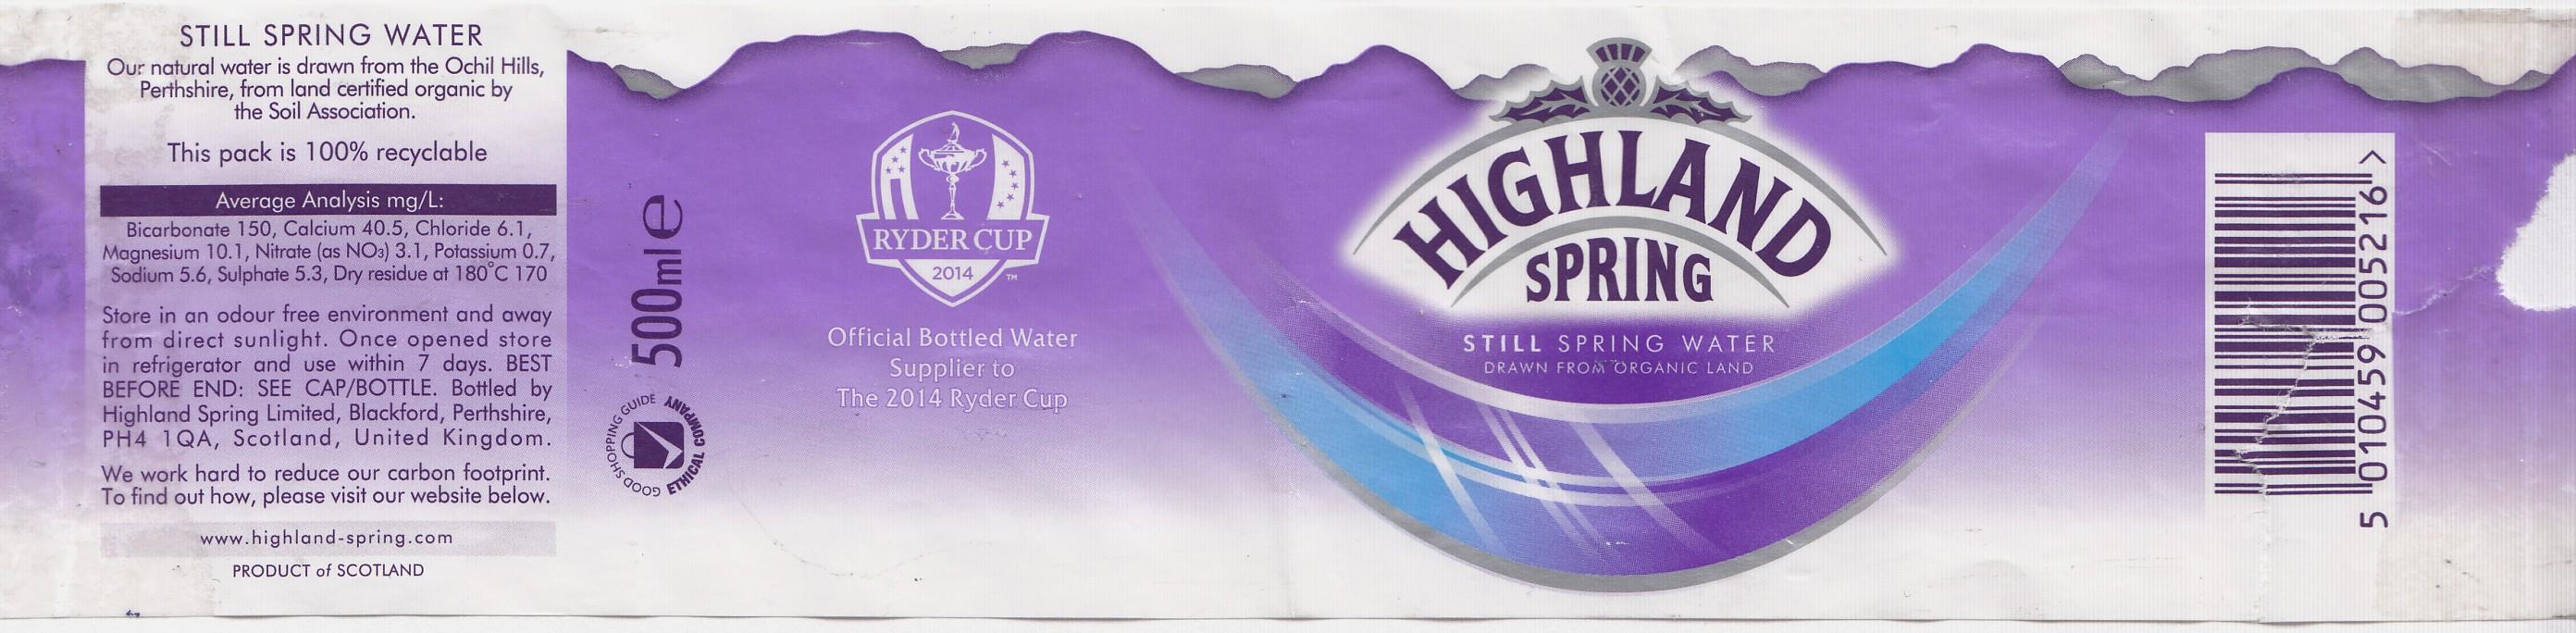 STILL SPRING WATER
Our natural water is drawn from the Ochil Hills,
Perthshire, from land certified organic by
the Soil Association.
This pack is 100% recyclable
Average Analysis mg/L:
Bicarbonate 150, Calcium 40.5, Chloride 6.1,
Magnesium 10.1, Nitrate (as NO₃) 3.1, Potassium 0.7,
Sodium 5.6, Sulphate 5.3, Dry residue at 180°C 170
Store in an odour free environment and away
from direct sunlight. Once opened store
in refrigerator and use within 7 days. BEST
BEFORE END: SEE CAP/BOTTLE. Bottled by
Highland Spring Limited, Blackford, Perthshire,
PH4 1QA, Scotland, United Kingdom.
We work hard to reduce our carbon footprint.
To find out how, please visit our website below.
www.highland-spring.com
PRODUCT of SCOTLAND
500ml e
GOOD SHOPPING GUIDE
ETHICAL COMPANY
RYDER CUP
2014 ™
Official Bottled Water
Supplier to
The 2014 Ryder Cup
HIGHLAND
SPRING
STILL SPRING WATER
DRAWN FROM ORGANIC LAND
5 010459 005216 >